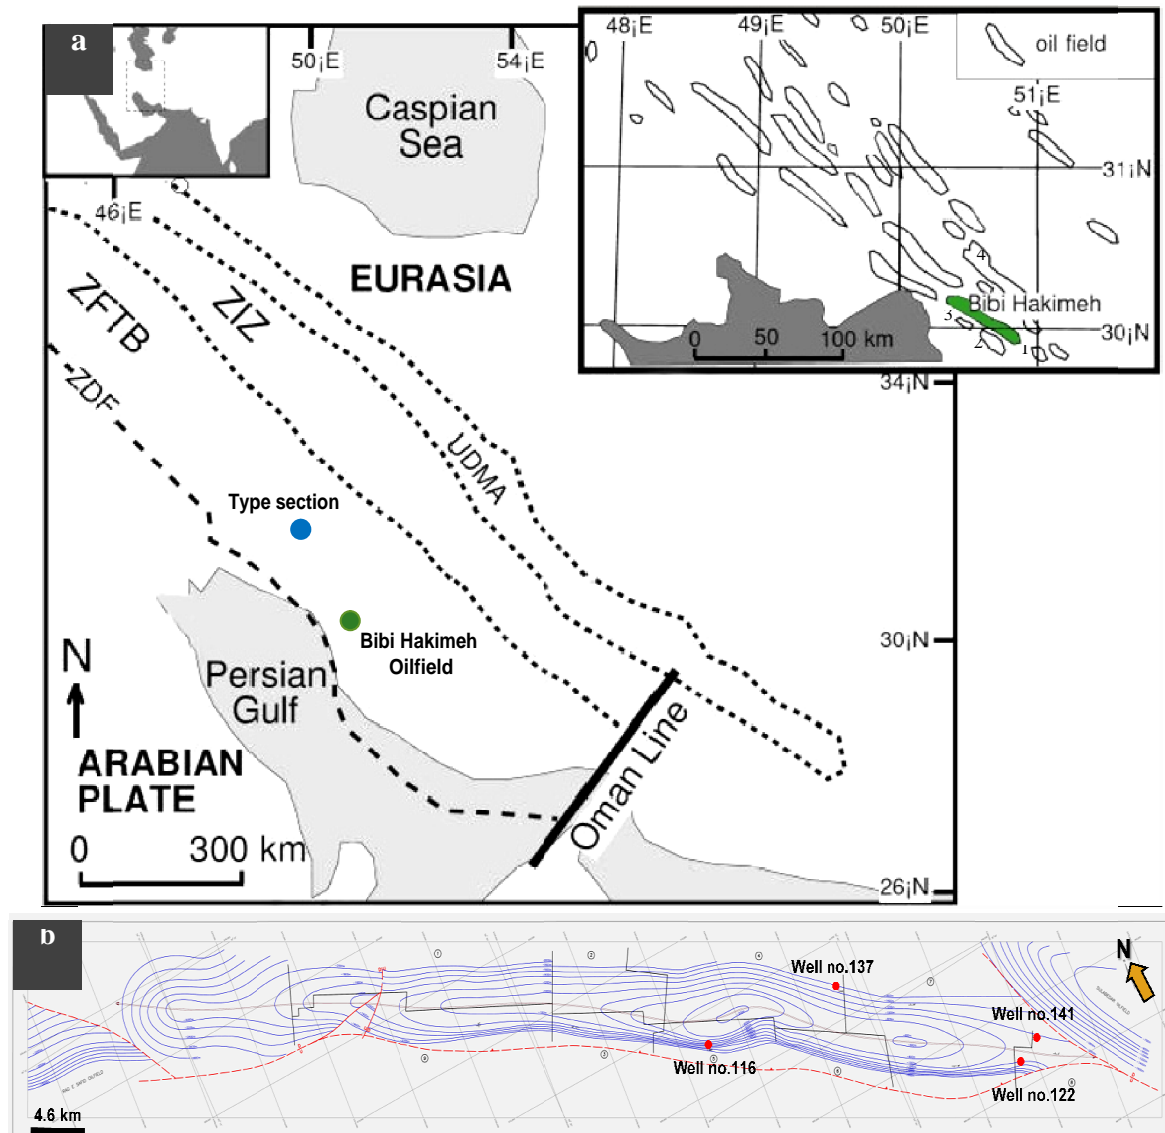 a
50¡E
54¡E
Caspian
Sea
46¡E
EURASIA
ZFTB
ZIZ
ZDF
UDMA
Type section
Bibi Hakimeh
Oilfield
Persian
Gulf
N
ARABIAN
PLATE
0 300 km
Oman Line
34¡N
30¡N
26¡N
48¡E 49¡E 50¡E
oil field
51¡E
31¡N
4
Bibi Hakimeh
3
2
1
30¡N
0 50 100 km
b
N
Well no.137
Well no.141
Well no.116
Well no.122
4.6 km